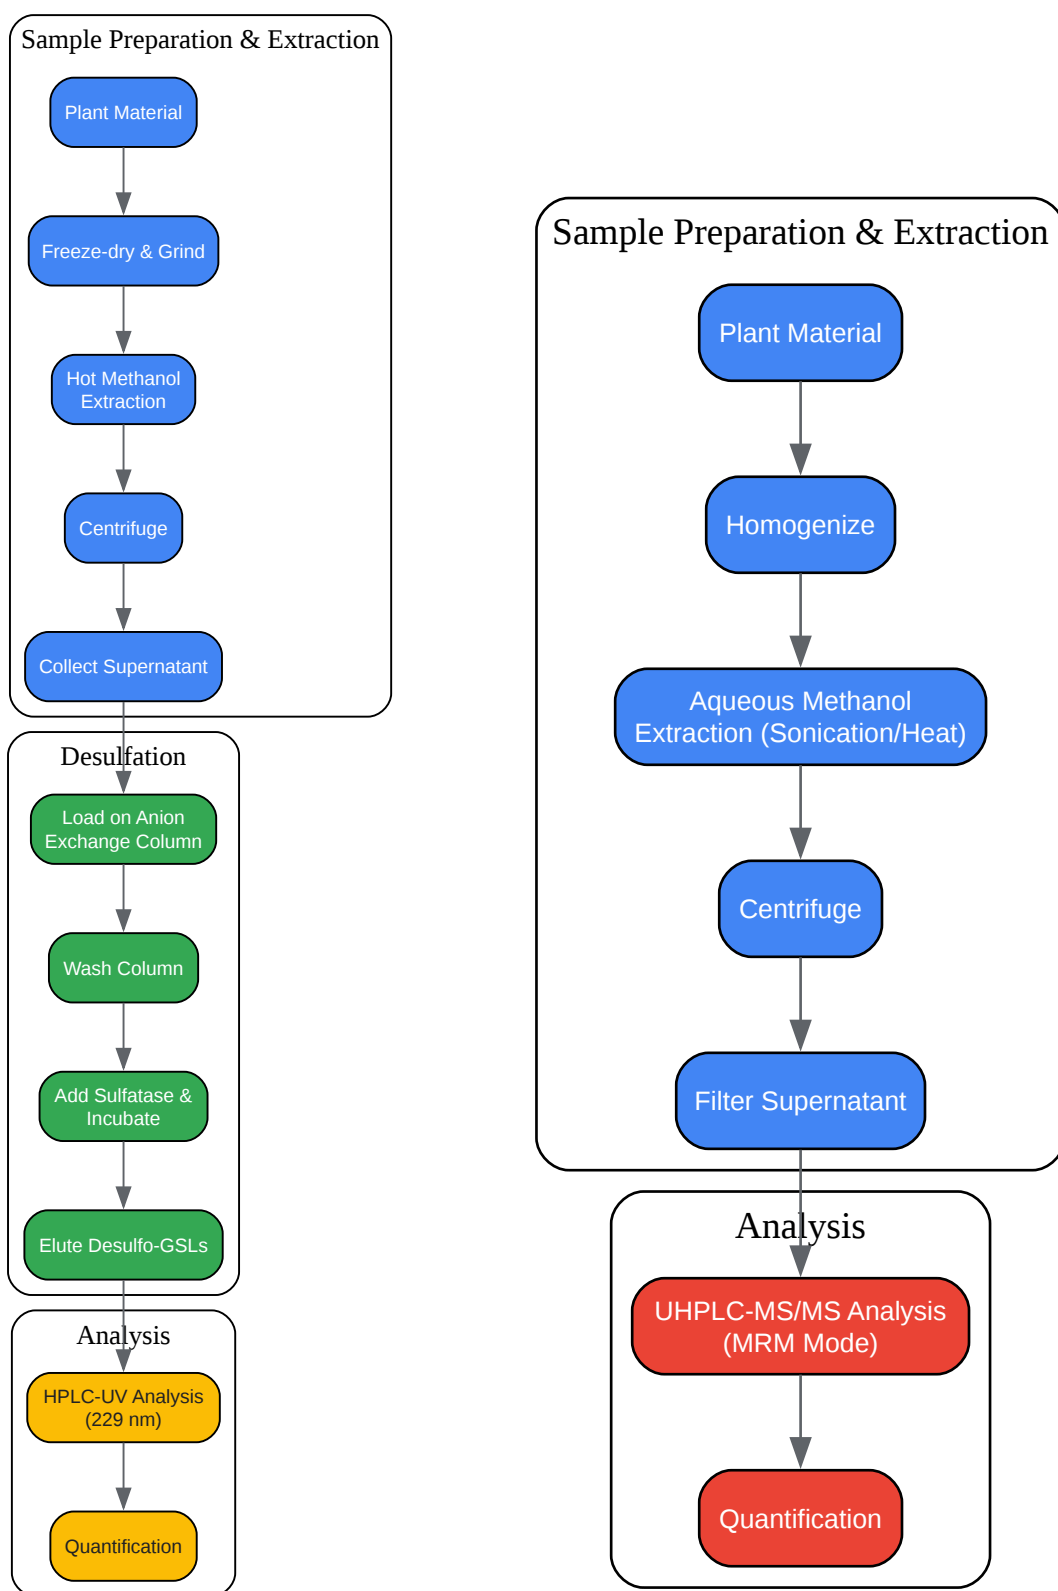 Sample Preparation & Extraction
Plant Material
Freeze-dry & Grind
Hot Methanol
Extraction
Centrifuge
Collect Supernatant
Desulfation
Load on Anion
Exchange Column
Wash Column
Add Sulfatase &
Incubate
Elute Desulfo-GSLs
Analysis
HPLC-UV Analysis
(229 nm)
Quantification
Sample Preparation & Extraction
Plant Material
Homogenize
Aqueous Methanol
Extraction (Sonication/Heat)
Centrifuge
Filter Supernatant
Analysis
UHPLC-MS/MS Analysis
(MRM Mode)
Quantification